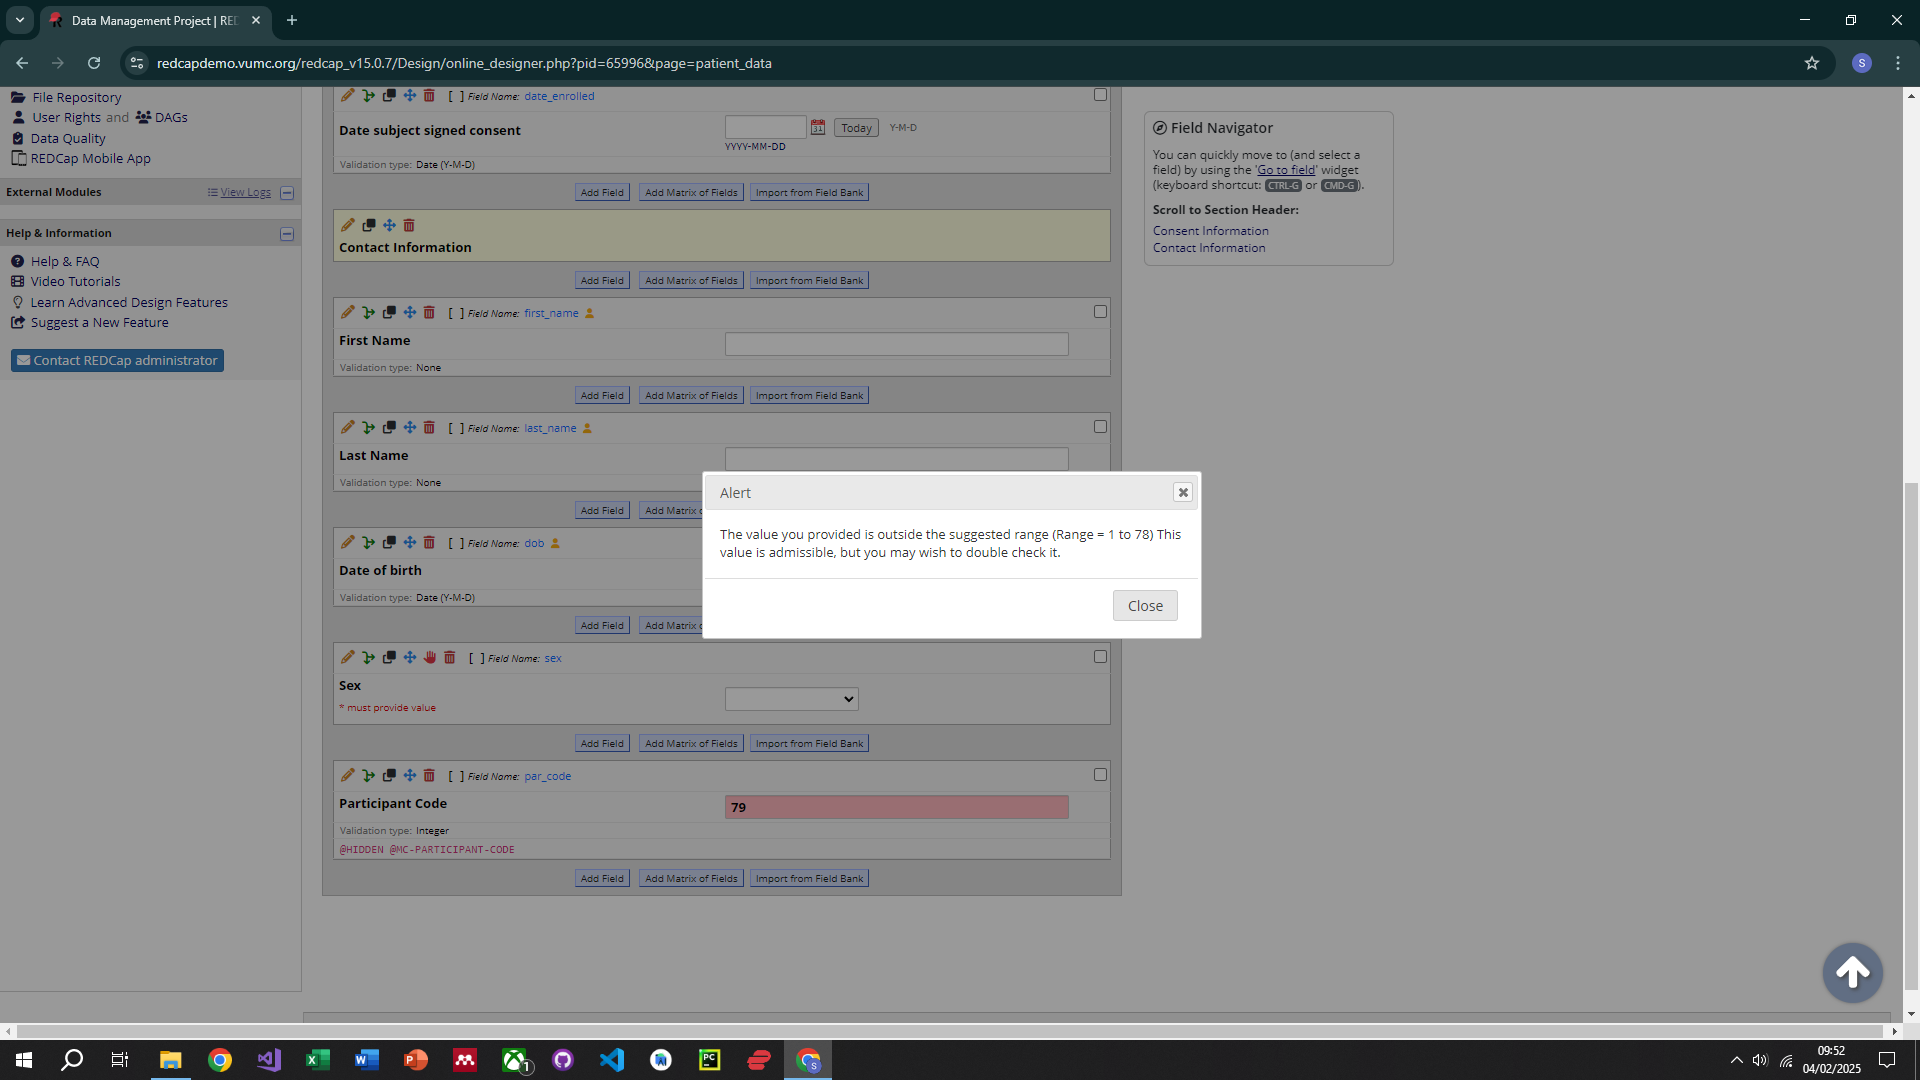 Data Management Project | RED
redcapdemo.vumc.org/redcap_v15.0.7/Design/online_designer.php?pid=65996&page=patient_data
S
File Repository
User Rights and DAGs
Data Quality
REDCap Mobile App
External Modules
View Logs
Help & Information
Help & FAQ
Video Tutorials
Learn Advanced Design Features
Suggest a New Feature
Contact REDCap administrator
[ ] Field Name: date_enrolled
Date subject signed consent
31
Today
Y-M-D
YYYY-MM-DD
Validation type: Date (Y-M-D)
Add Field
Add Matrix of Fields
Import from Field Bank
Contact Information
Add Field
Add Matrix of Fields
Import from Field Bank
[ ] Field Name: first_name
First Name
Validation type: None
Add Field
Add Matrix of Fields
Import from Field Bank
[ ] Field Name: last_name
Last Name
Validation type: None
Add Field
Add Matrix
[ ] Field Name: dob
Date of birth
Validation type: Date (Y-M-D)
Add Field
Add Matrix
[ ] Field Name: sex
Sex
* must provide value
Add Field
Add Matrix of Fields
Import from Field Bank
[ ] Field Name: par_code
Participant Code
79
Validation type: Integer
@HIDDEN @MC-PARTICIPANT-CODE
Add Field
Add Matrix of Fields
Import from Field Bank
Alert
The value you provided is outside the suggested range (Range = 1 to 78) This
value is admissible, but you may wish to double check it.
Close
Field Navigator
You can quickly move to (and select a
field) by using the 'Go to field' widget
(keyboard shortcut: CTRL-G or CMD-G).
Scroll to Section Header:
Consent Information
Contact Information
1
PC
S
09:52
04/02/2025